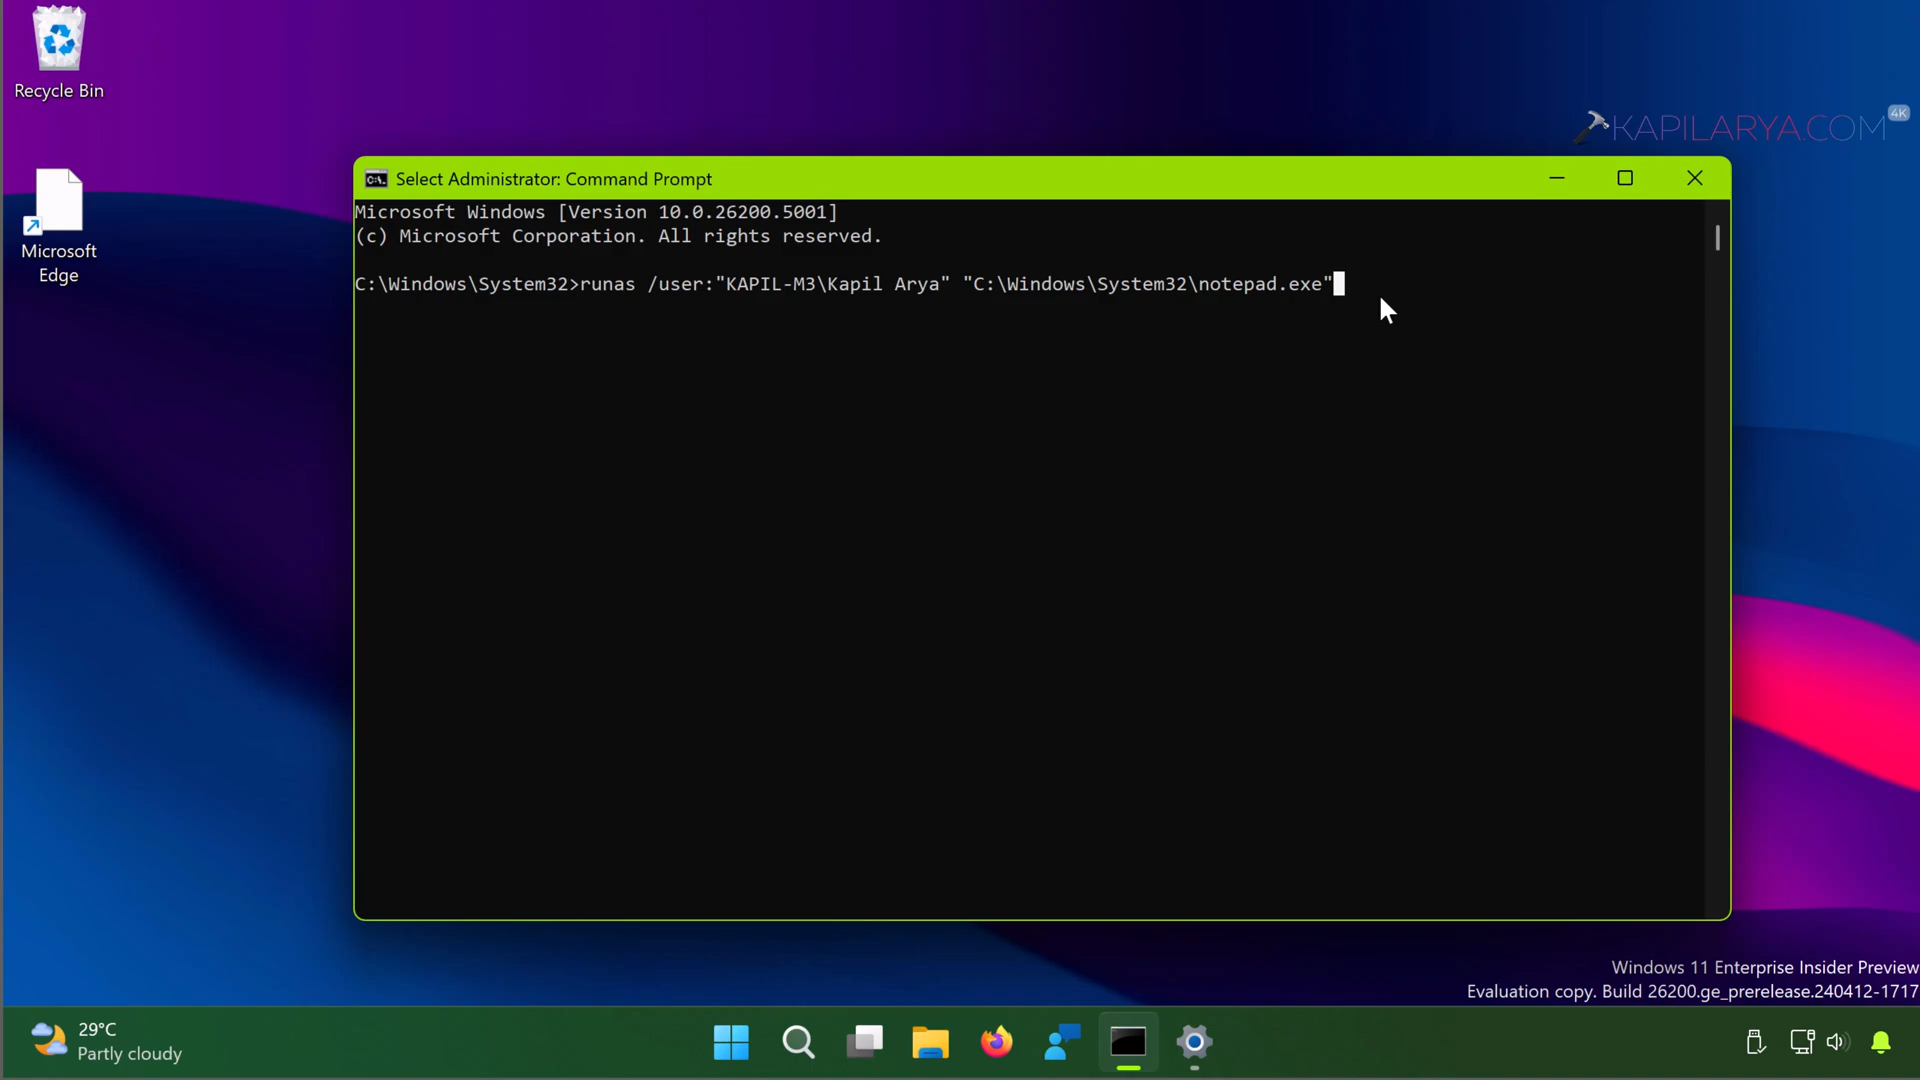 Recycle Bin
KAPILARYA.COM
4K
Microsoft
Edge
C:\.
Select Administrator: Command Prompt
Microsoft Windows [Version 10.0.26200.5001]
(c) Microsoft Corporation. All rights reserved.
C:\Windows\System32>runas /user:"KAPIL-M3\Kapil Arya" "C:\Windows\System32\notepad.exe"
Windows 11 Enterprise Insider Preview
Evaluation copy. Build 26200.ge_prerelease.240412-1717
29°C
Partly cloudy